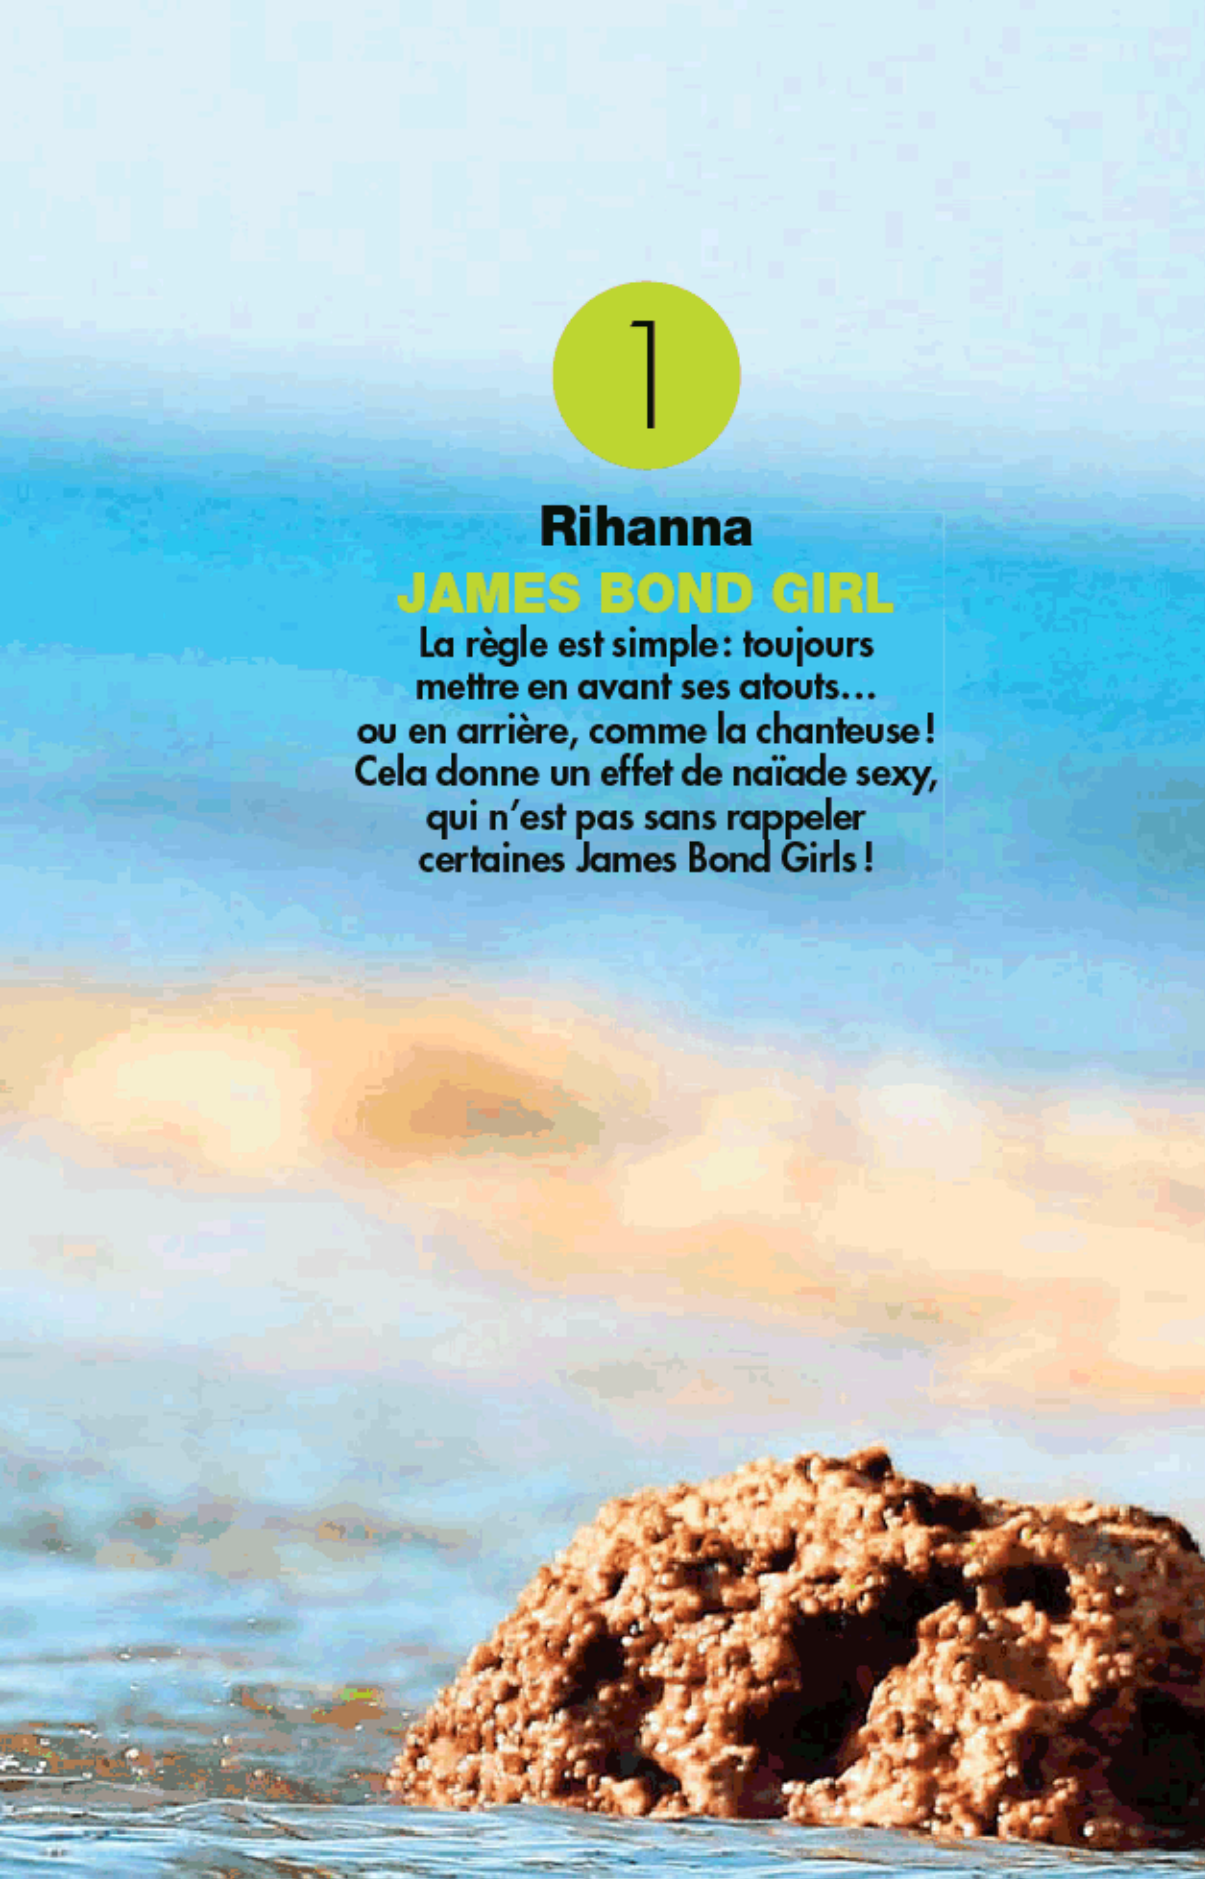 1
Rihanna
JAMES BOND GIRL
La règle est simple : toujours
mettre en avant ses atouts...
ou en arrière, comme la chanteuse !
Cela donne un effet de naïade sexy,
qui n'est pas sans rappeler
certaines James Bond Girls !